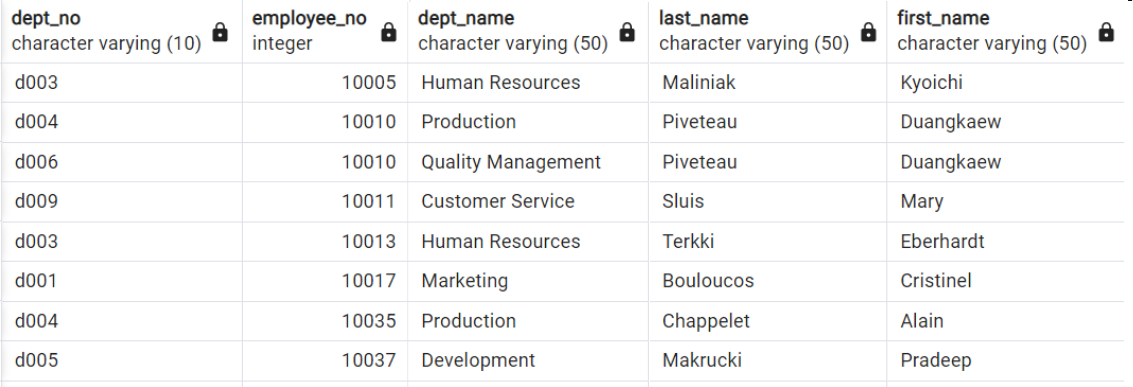 dept_no employee_no dept_name last_name first_name
character varying (10) integer character varying (50) character varying (50) character varying (50)
d003 10005 Human Resources Maliniak Kyoichi
d004 10010 Production Piveteau Duangkaew
d006 10010 Quality Management Piveteau Duangkaew
d009 10011 Customer Service Sluis Mary
d003 10013 Human Resources Terkki Eberhardt
d001 10017 Marketing Bouloucos Cristinel
d004 10035 Production Chappelet Alain
d005 10037 Development Makrucki Pradeep